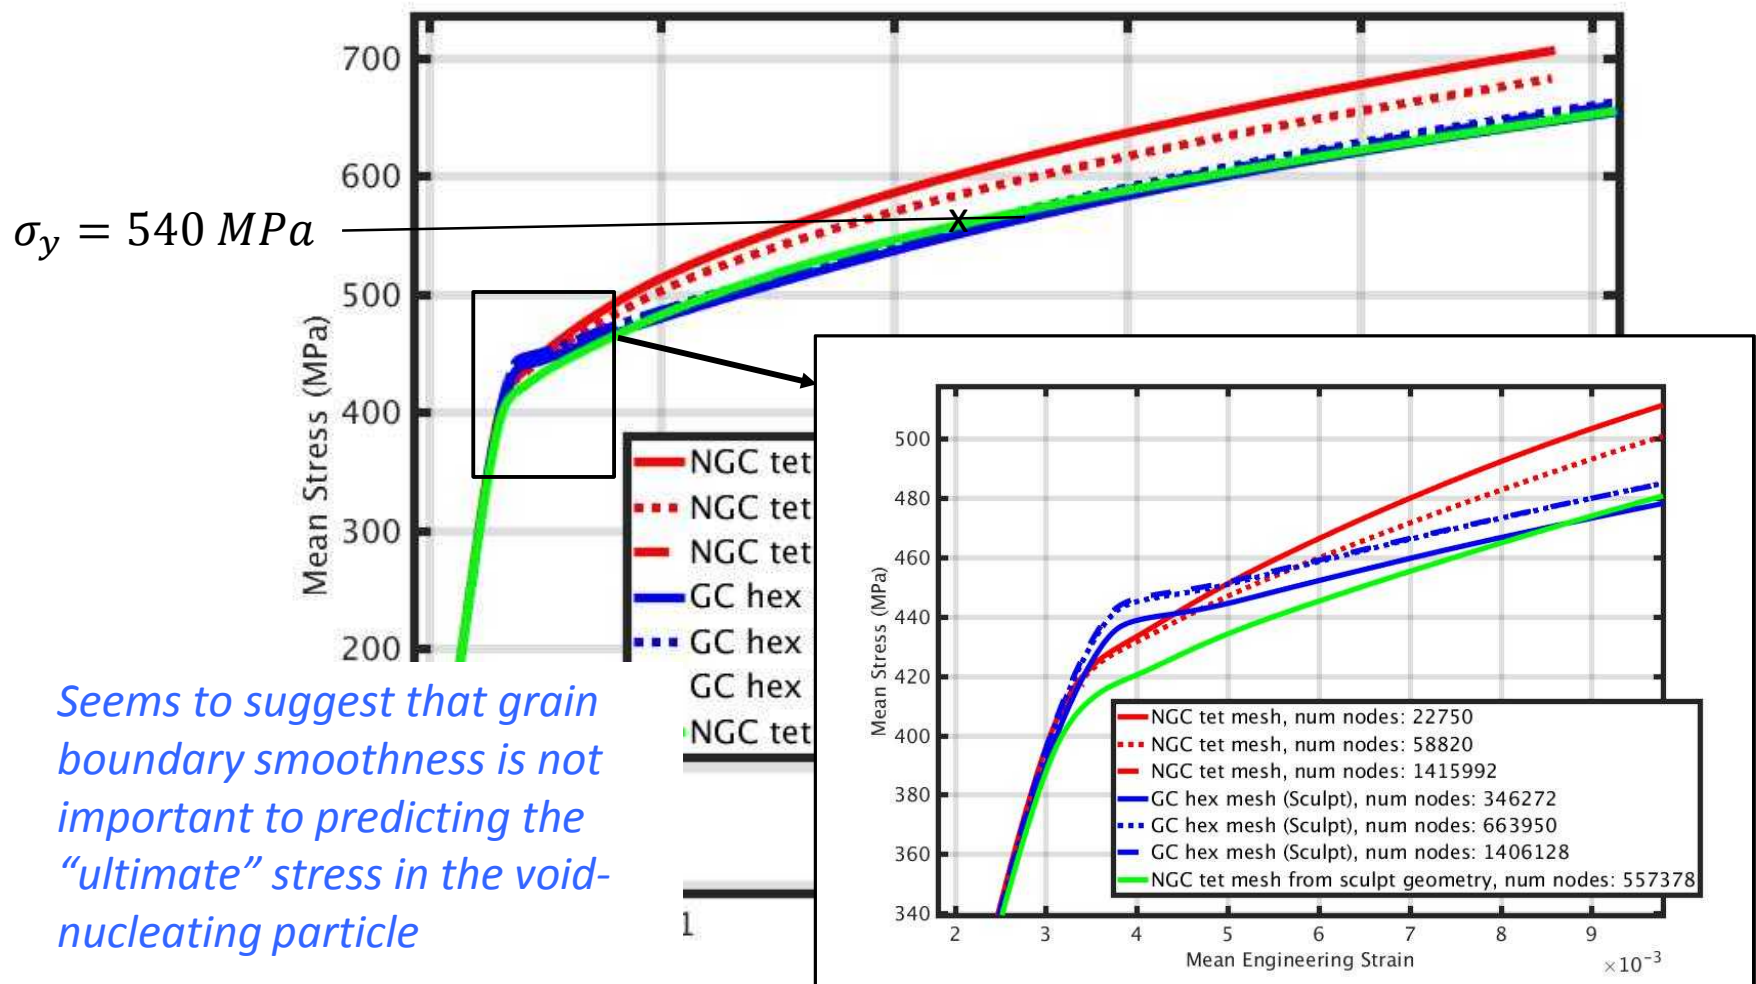 700
600
σ_y = 540 MPa
x
500
400
300
200
Mean Stress (MPa)
NGC tet
NGC tet
NGC tet
GC hex
GC hex
GC hex
NGC tet
1
Seems to suggest that grain
boundary smoothness is not
important to predicting the
“ultimate” stress in the void-
nucleating particle
500
480
460
440
420
400
380
360
340
Mean Stress (MPa)
NGC tet mesh, num nodes: 22750
NGC tet mesh, num nodes: 58820
NGC tet mesh, num nodes: 1415992
GC hex mesh (Sculpt), num nodes: 346272
GC hex mesh (Sculpt), num nodes: 663950
GC hex mesh (Sculpt), num nodes: 1406128
NGC tet mesh from sculpt geometry, num nodes: 557378
2 3 4 5 6 7 8 9
Mean Engineering Strain
×10⁻³